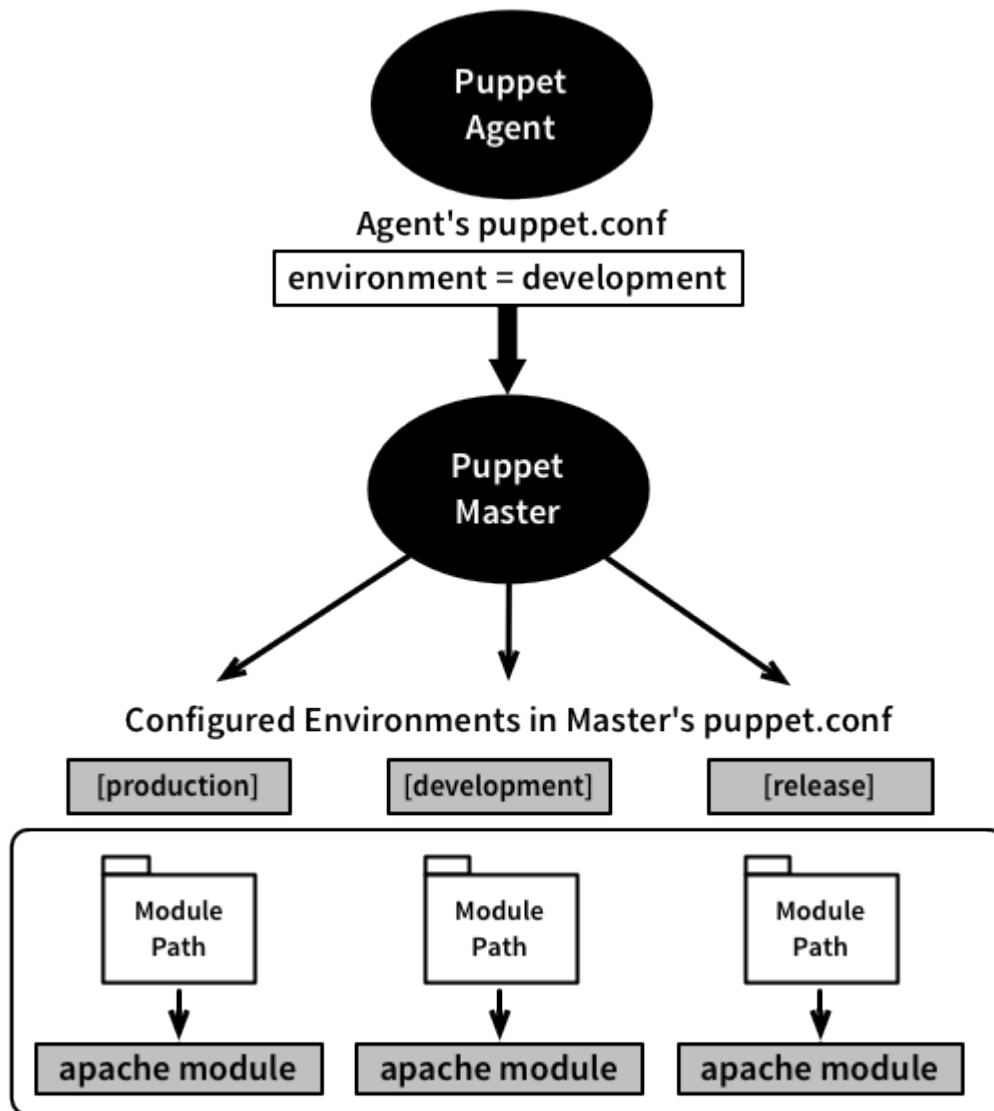 Puppet
Agent
Agent's puppet.conf
environment = development
Puppet
Master
Configured Environments in Master's puppet.conf
[production] [development] [release]
Module Module Module
Path Path Path
apache module apache module apache module